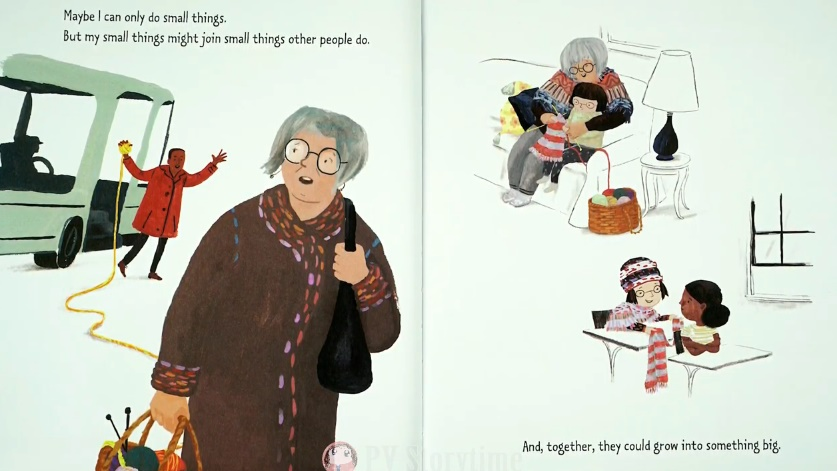 Maybe I can only do small things.
But my small things might join small things other people do.
And, together, they could grow into something big.
PV Storytime